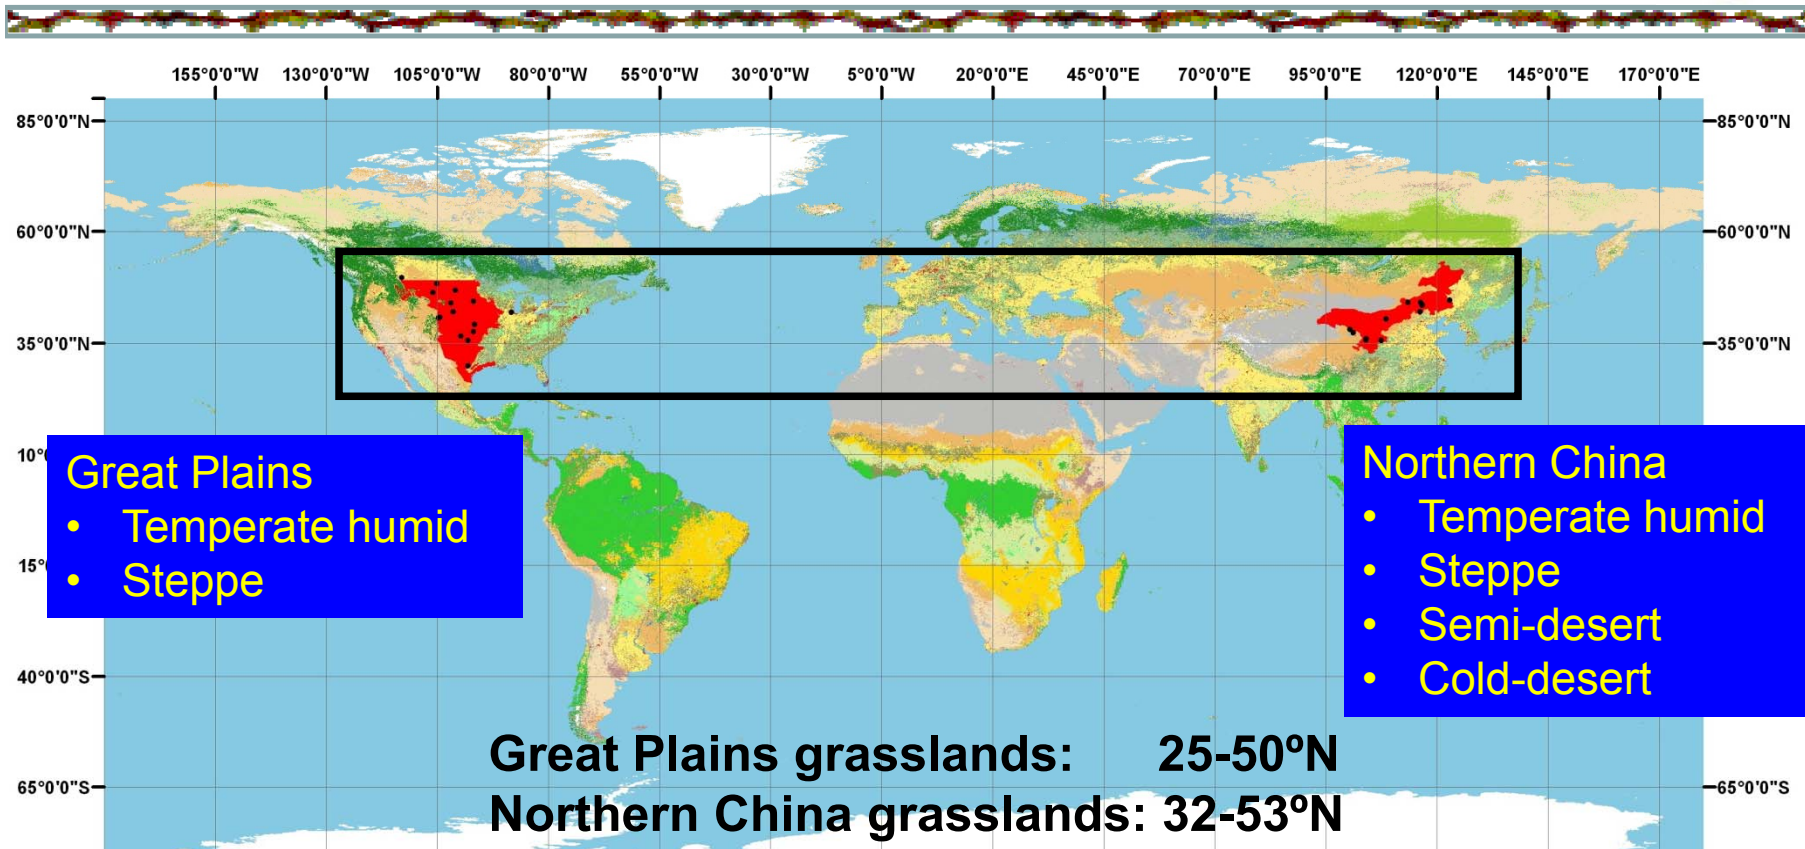 155°0'0"W 130°0'0"W 105°0'0"W 80°0'0"W 55°0'0"W 30°0'0"W 5°0'0"W 20°0'0"E 45°0'0"E 70°0'0"E 95°0'0"E 120°0'0"E 145°0'0"E 170°0'0"E
85°0'0"N 85°0'0"N
60°0'0"N 60°0'0"N
35°0'0"N 35°0'0"N
10°
Great Plains
• Temperate humid
• Steppe
15°
Northern China
• Temperate humid
• Steppe
• Semi-desert
• Cold-desert
40°0'0"S
Great Plains grasslands: 25-50ºN
65°0'0"S 65°0'0"S
Northern China grasslands: 32-53ºN